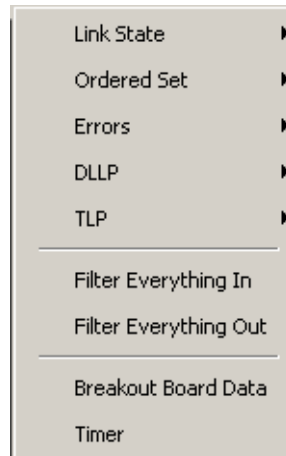 Link State
Ordered Set
Errors
DLLP
TLP
Filter Everything In
Filter Everything Out
Breakout Board Data
Timer